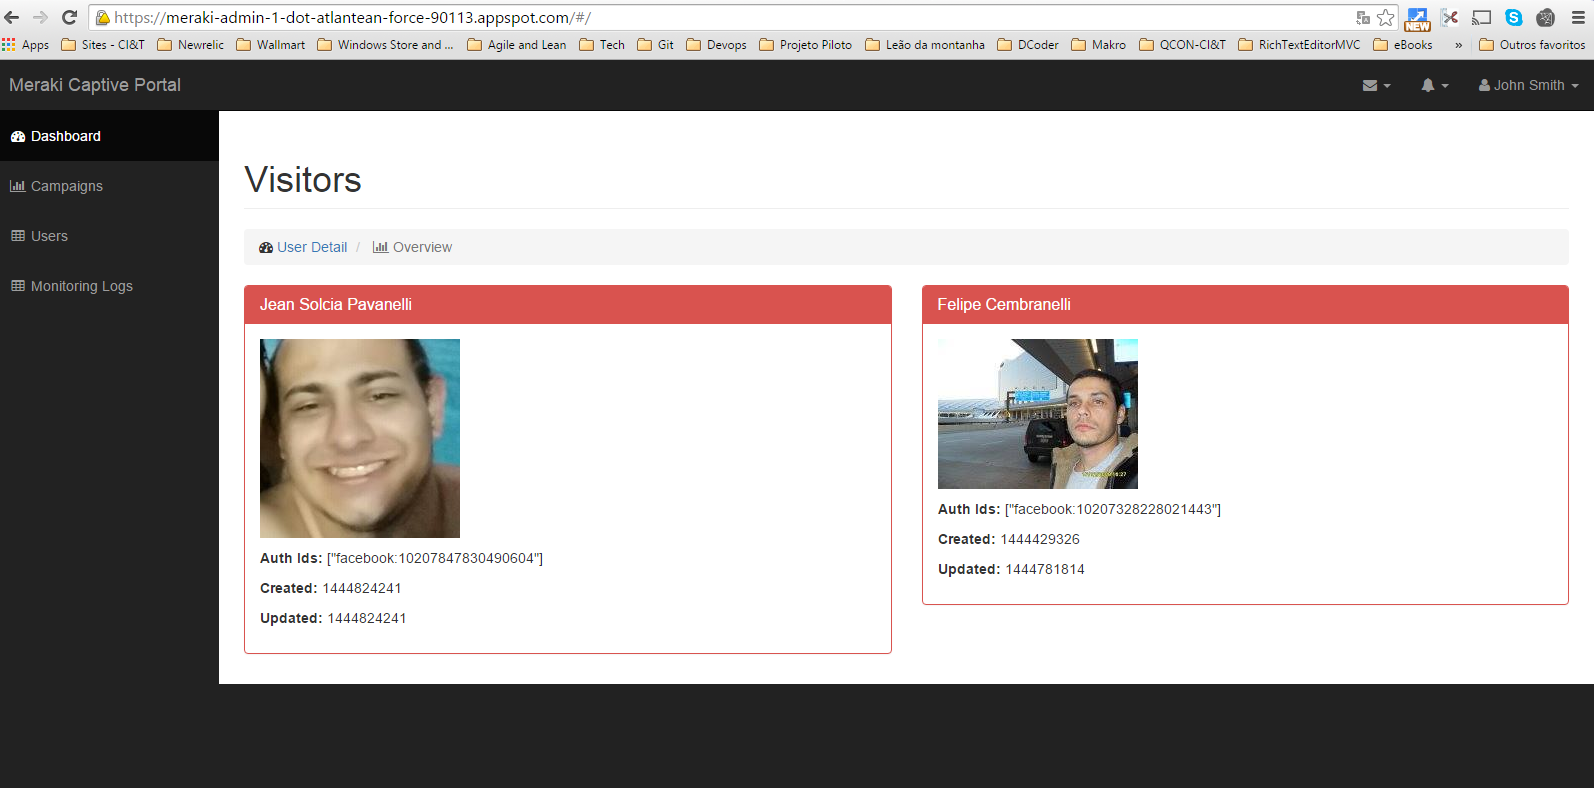 https://meraki-admin-1-dot-atlantean-force-90113.appspot.com/#/
NEW
Apps Sites - CI&T Newrelic Wallmart Windows Store and ... Agile and Lean Tech Git Devops Projeto Piloto Leão da montanha DCoder Makro QCON-CI&T RichTextEditorMVC eBooks » Outros favoritos
Meraki Captive Portal
John Smith
Dashboard
Campaigns
Users
Monitoring Logs
Visitors
User Detail / Overview
Jean Solcia Pavanelli
Auth Ids: ["facebook:10207847830490604"]
Created: 1444824241
Updated: 1444824241
Felipe Cembranelli
Auth Ids: ["facebook:10207328228021443"]
Created: 1444429326
Updated: 1444781814